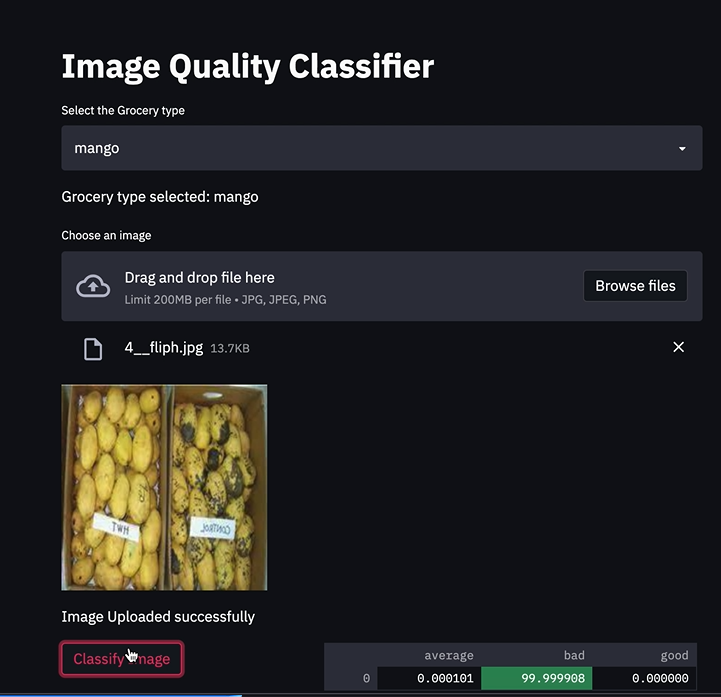 Image Quality Classifier
Select the Grocery type
mango
Grocery type selected: mango
Choose an image
Drag and drop file here
Limit 200MB per file • JPG, JPEG, PNG
Browse files
4__fliph.jpg 13.7KB
HWT CONTROL
Image Uploaded successfully
Classify Image
average bad good
0 0.000101 99.999908 0.000000